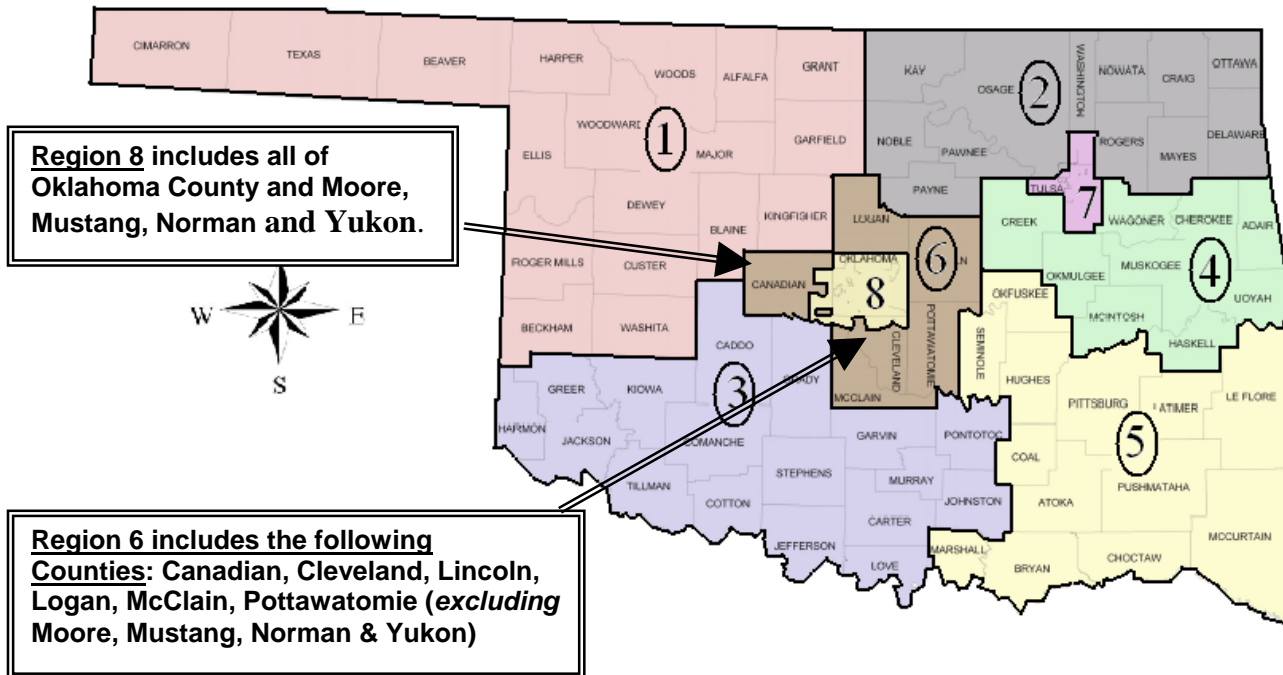 CIMARRON
TEXAS
BEAVER
HARPER
WOODS
ALFALFA
GRANT
KAY
OSAGE
WASHINGTON
NOWATA
CRAIG
OTTAWA
2
WOODWARD
1
GARFIELD
NOBLE
PAWNEE
ROGERS
MAYES
DELAWARE
ELLIS
MAJOR
PAYNE
TULSA
7
Region 8 includes all of
Oklahoma County and Moore,
Mustang, Norman and Yukon.
DEWEY
BLAINE
KINGFISHER
LOGAN
6
CREEK
WAGONER
CHEROKEE
ADAIR
ROGER MILLS
CUSTER
CANADIAN
OKLAHOMA
8
OKMULGEE
MUSKOGEE
4
UOYAH
W
E
S
BECKHAM
WASHITA
CADDO
CLEVELAND
POTTAWATOMIE
SEMINOLE
OKFUSKEE
MCINTOSH
HASKELL
GREER
KIOWA
3
MCCLAIN
HUGHES
PITTSBURG
LATIMER
LE FLORE
HARMON
JACKSON
COMANCHE
GARVIN
PONTOTOC
COAL
5
TILLMAN
COTTON
STEPHENS
MURRAY
JOHNSTON
ATOKA
PUSHMATAHA
JEFFERSON
CARTER
LOVE
MARSHALL
BRYAN
CHOCTAW
MCCURTAIN
Region 6 includes the following
Counties: Canadian, Cleveland, Lincoln,
Logan, McClain, Pottawatomie (excluding
Moore, Mustang, Norman & Yukon)